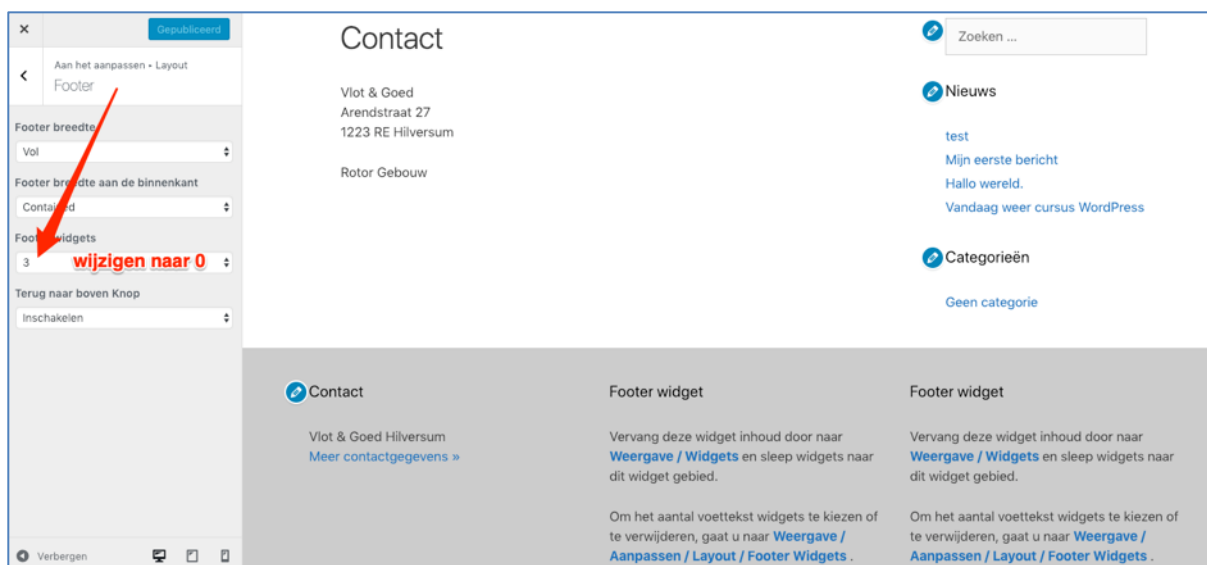 Gepubliceerd
Aan het aanpassen • Layout
Footer
Footer breedte
Vol
Footer breedte aan de binnenkant
Contained
Footer widgets
3
wijzigen naar 0
Terug naar boven Knop
Inschakelen
Verbergen
Contact
Vlot & Goed
Arendstraat 27
1223 RE Hilversum
Rotor Gebouw
Zoeken ...
Nieuws
test
Mijn eerste bericht
Hallo wereld.
Vandaag weer cursus WordPress
Categorieën
Geen categorie
Contact
Vlot & Goed Hilversum
Meer contactgegevens »
Footer widget
Vervang deze widget inhoud door naar
Weergave / Widgets en sleep widgets naar
dit widget gebied.
Om het aantal voettekst widgets te kiezen of
te verwijderen, gaat u naar Weergave /
Aanpassen / Layout / Footer Widgets .
Footer widget
Vervang deze widget inhoud door naar
Weergave / Widgets en sleep widgets naar
dit widget gebied.
Om het aantal voettekst widgets te kiezen of
te verwijderen, gaat u naar Weergave /
Aanpassen / Layout / Footer Widgets .